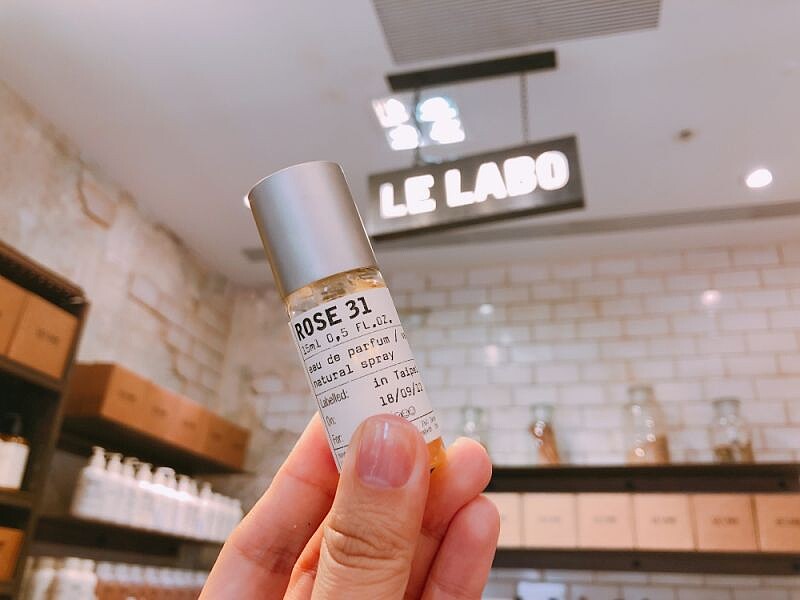 LE LABO
ROSE 31
15ml 0,5 FL.OZ.
eau de parfum /
natural spray
Labelled: in Taipei
On: 18/09/22
For: